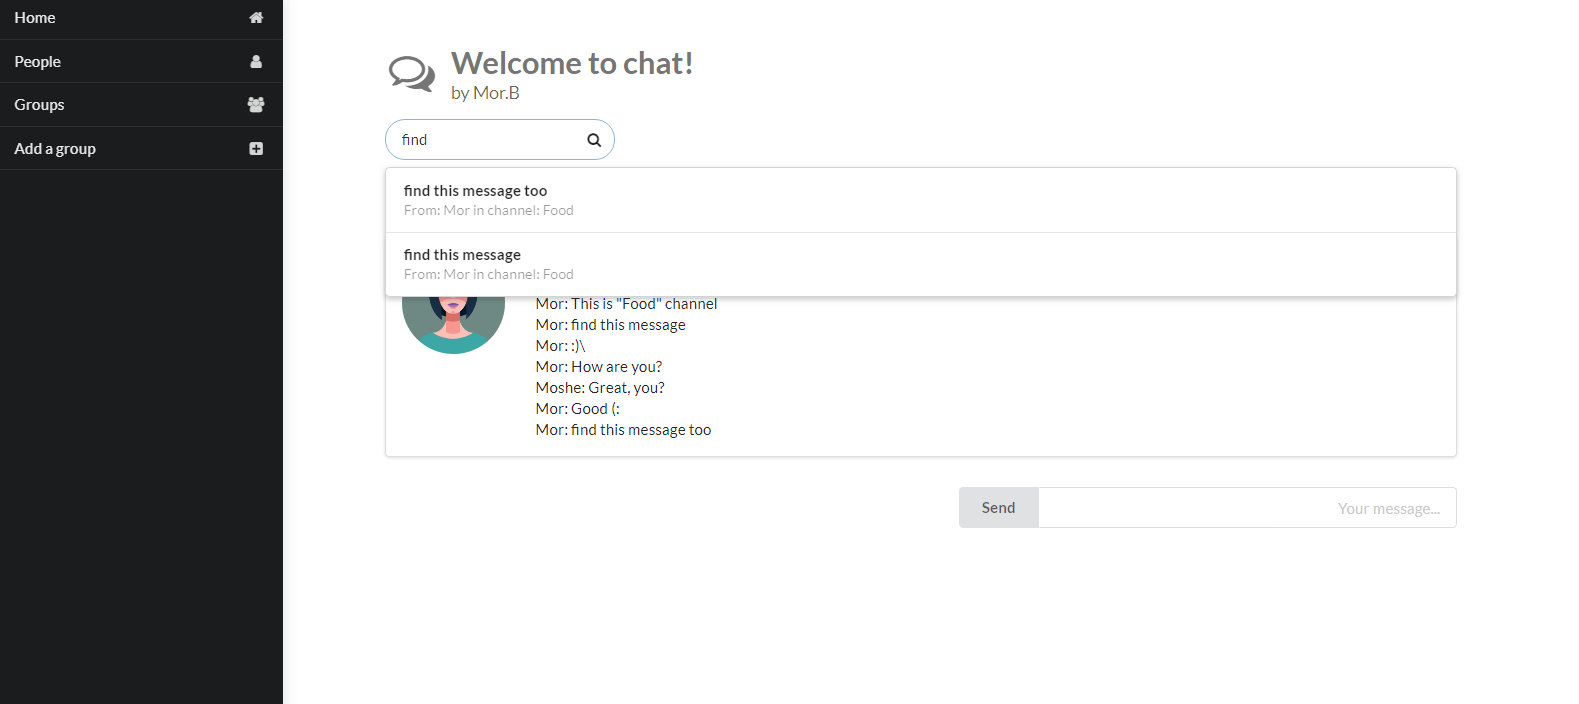 Home
People
Groups
Add a group
Welcome to chat!
by Mor.B
find
find this message too
From: Mor in channel: Food
find this message
From: Mor in channel: Food
Mor: This is "Food" channel
Mor: find this message
Mor: :)\
Mor: How are you?
Moshe: Great, you?
Mor: Good (:
Mor: find this message too
Send
Your message...